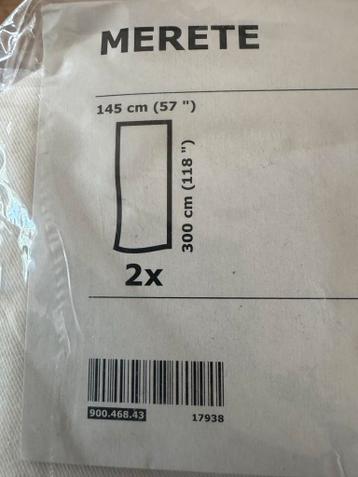 MERETE
145 cm (57 ")
300 cm (118 ")
2x
900.468.43
17938